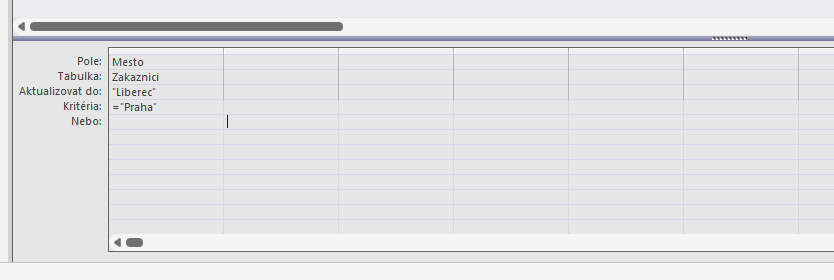 Pole: Mesto
Tabulka: Zakaznici
Aktualizovat do: "Liberec"
Kritéria: ="Praha"
Nebo: